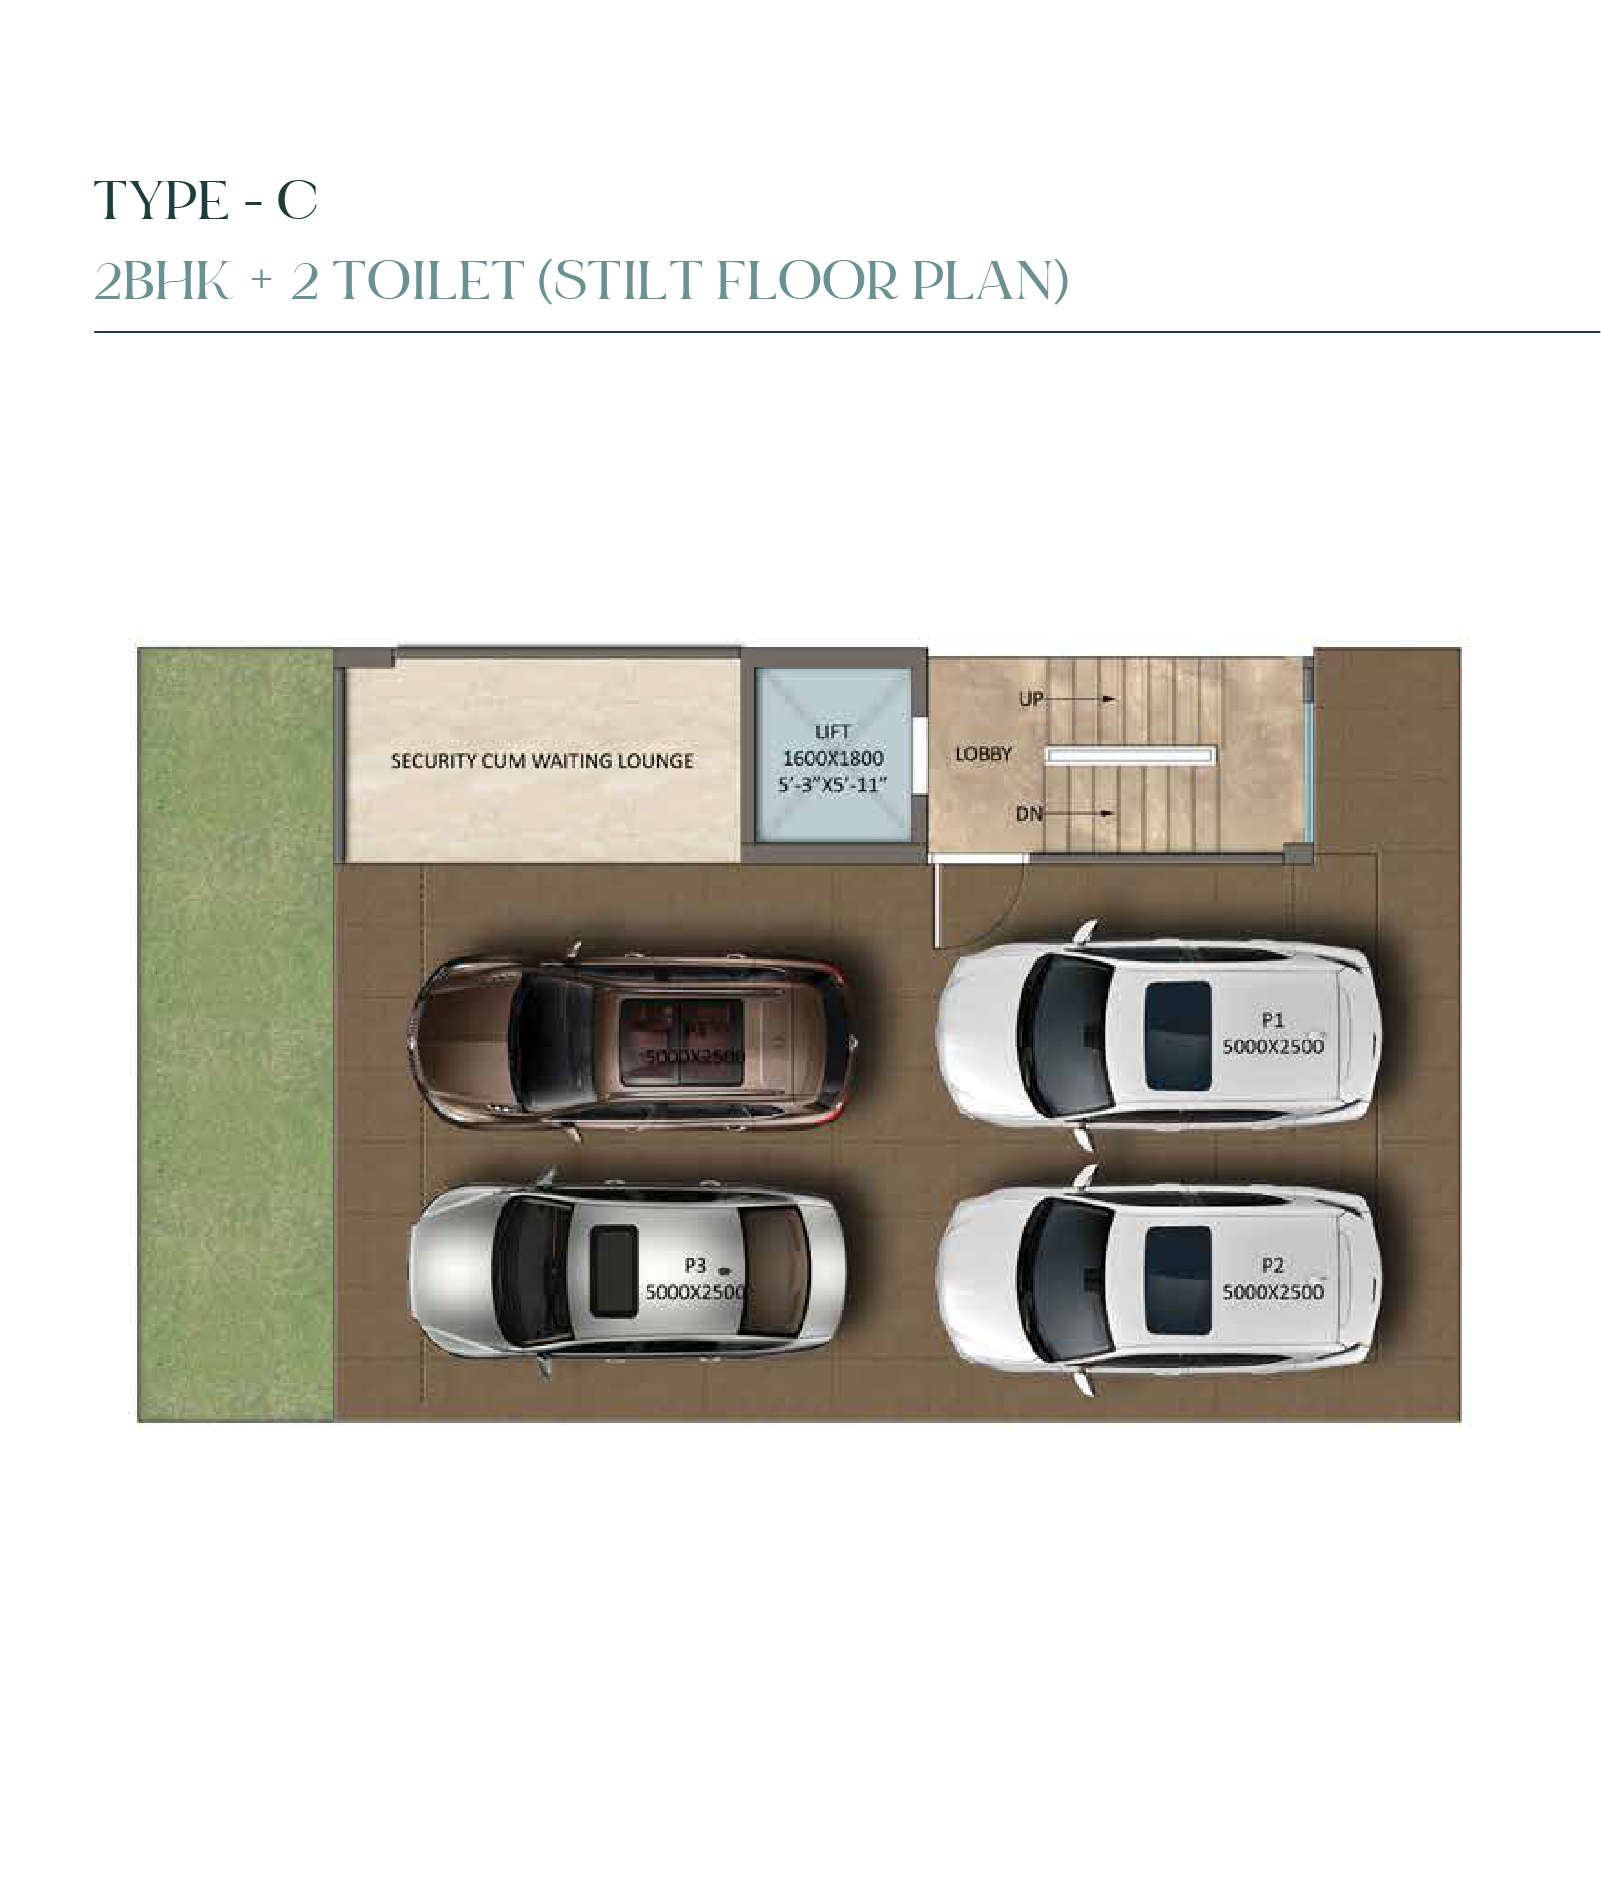 TYPE - C
2BHK + 2 TOILET (STILT FLOOR PLAN)
SECURITY CUM WAITING LOUNGE
LIFT
1600X1800
5'-3"X5'-11"
LOBBY
UP
DN
5000X2500
P1
5000X2500
P3
5000X2500
P2
5000X2500